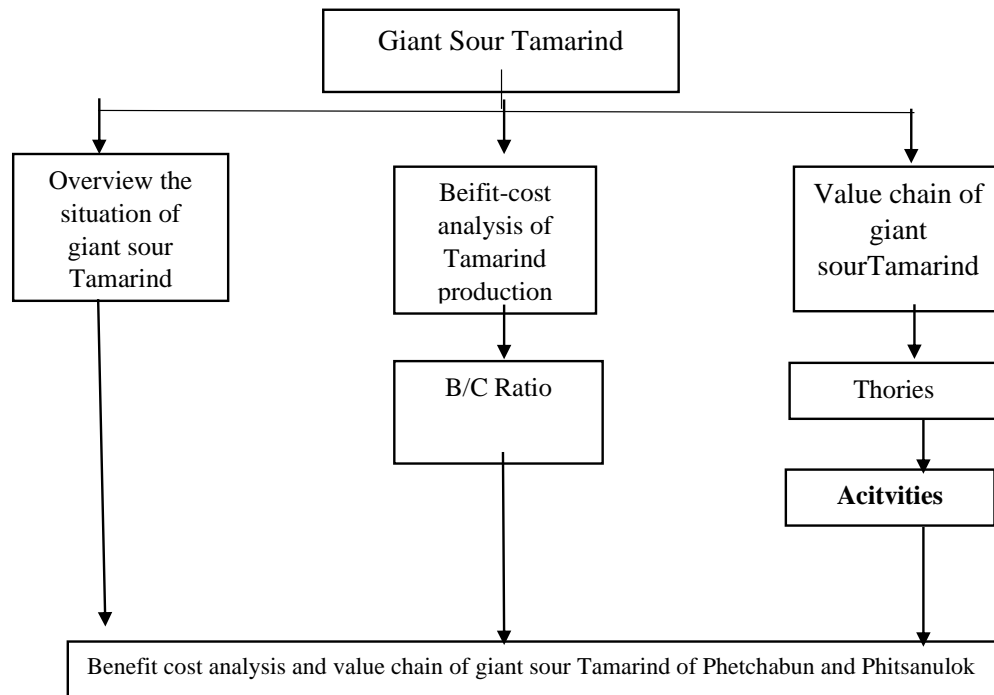 Giant Sour Tamarind
Overview the
situation of
giant sour
Tamarind
Beifit-cost
analysis of
Tamarind
production
Value chain of
giant
sourTamarind
B/C Ratio
Thories
Acitvities
Benefit cost analysis and value chain of giant sour Tamarind of Phetchabun and Phitsanulok